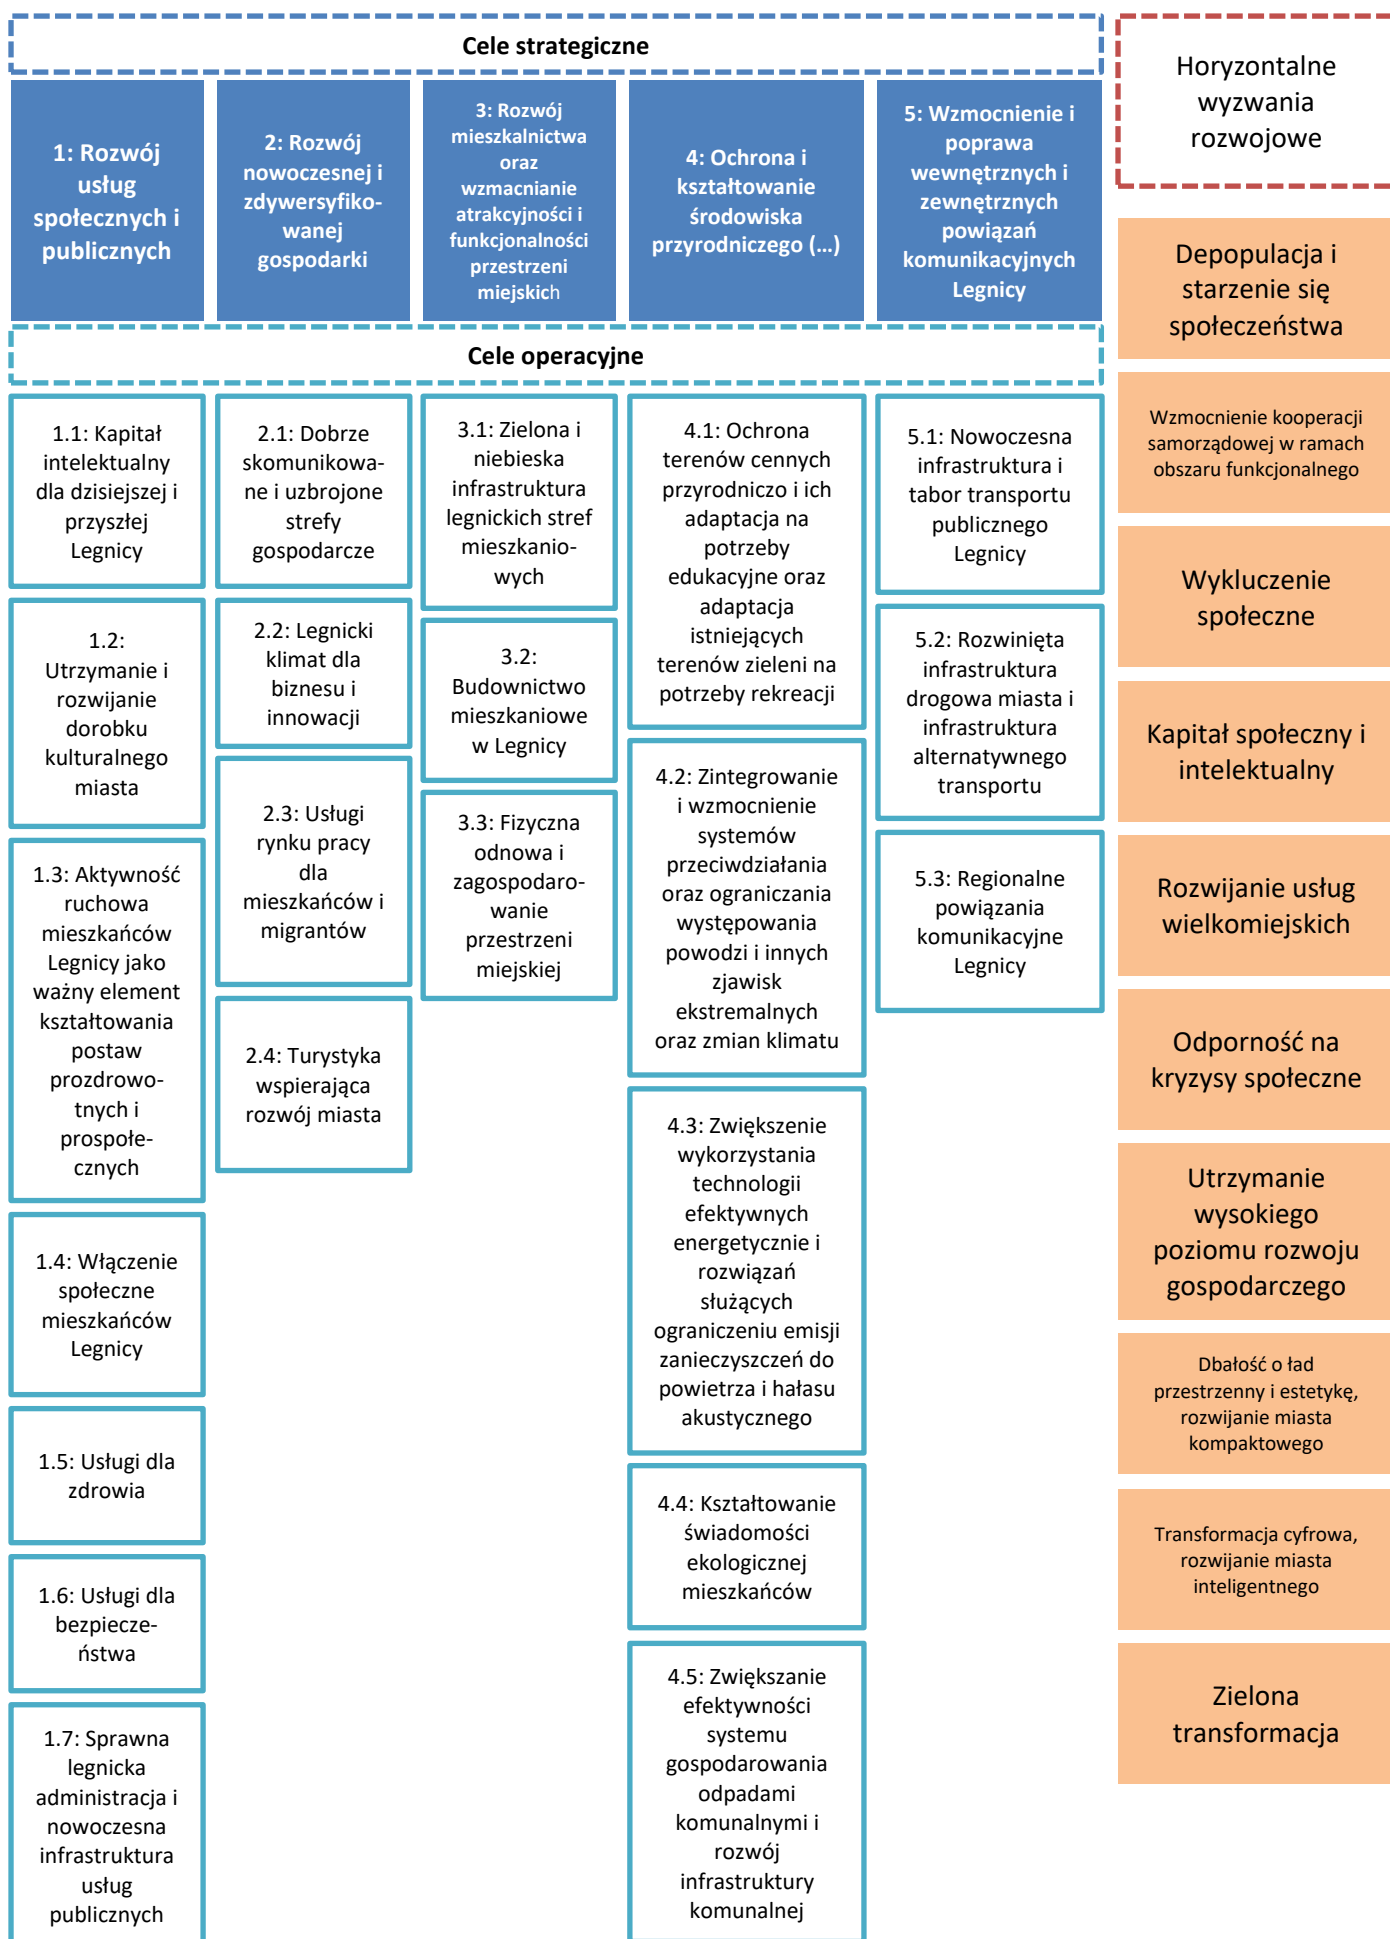 Cele strategiczne
1: Rozwój
usług
społecznych i
publicznych
2: Rozwój
nowoczesnej i
zdywersyfiko-
wanej
gospodarki
3: Rozwój
mieszkalnictwa
oraz
wzmacnianie
atrakcyjności i
funkcjonalności
przestrzeni
miejskich
4: Ochrona i
kształtowanie
środowiska
przyrodniczego (...)
5: Wzmocnienie i
poprawa
wewnętrznych i
zewnętrznych
powiązań
komunikacyjnych
Legnicy
Cele operacyjne
1.1: Kapitał
intelektualny
dla dzisiejszej i
przyszłej
Legnicy
1.2:
Utrzymanie i
rozwijanie
dorobku
kulturalnego
miasta
1.3: Aktywność
ruchowa
mieszkańców
Legnicy jako
ważny element
kształtowania
postaw
prozdrowo-
tnych i
prospołe-
cznych
1.4: Włączenie
społeczne
mieszkańców
Legnicy
1.5: Usługi dla
zdrowia
1.6: Usługi dla
bezpiecze-
ństwa
1.7: Sprawna
legnicka
administracja i
nowoczesna
infrastruktura
usług
publicznych
2.1: Dobrze
skomunikowa-
ne i uzbrojone
strefy
gospodarcze
2.2: Legnicki
klimat dla
biznesu i
innowacji
2.3: Usługi
rynku pracy
dla
mieszkańców i
migrantów
2.4: Turystyka
wspierająca
rozwój miasta
3.1: Zielona i
niebieska
infrastruktura
legnickich stref
mieszkanio-
wych
3.2:
Budownictwo
mieszkaniowe
w Legnicy
3.3: Fizyczna
odnowa i
zagospodaro-
wanie
przestrzeni
miejskiej
4.1: Ochrona
terenów cennych
przyrodniczo i ich
adaptacja na
potrzeby
edukacyjne oraz
adaptacja
istniejących
terenów zieleni na
potrzeby rekreacji
4.2: Zintegrowanie
i wzmocnienie
systemów
przeciwdziałania
oraz ograniczania
występowania
powodzi i innych
zjawisk
ekstremalnych
oraz zmian klimatu
4.3: Zwiększenie
wykorzystania
technologii
efektywnych
energetycznie i
rozwiązań
służących
ograniczeniu emisji
zanieczyszczeń do
powietrza i hałasu
akustycznego
4.4: Kształtowanie
świadomości
ekologicznej
mieszkańców
4.5: Zwiększanie
efektywności
systemu
gospodarowania
odpadami
komunalnymi i
rozwój
infrastruktury
komunalnej
5.1: Nowoczesna
infrastruktura i
tabor transportu
publicznego
Legnicy
5.2: Rozwinięta
infrastruktura
drogowa miasta i
infrastruktura
alternatywnego
transportu
5.3: Regionalne
powiązania
komunikacyjne
Legnicy
Horyzontalne
wyzwania
rozwojowe
Depopulacja i
starzenie się
społeczeństwa
Wzmocnienie kooperacji
samorządowej w ramach
obszaru funkcjonalnego
Wykluczenie
społeczne
Kapitał społeczny i
intelektualny
Rozwijanie usług
wielkomiejskich
Odporność na
kryzysy społeczne
Utrzymanie
wysokiego
poziomu rozwoju
gospodarczego
Dbałość o ład
przestrzenny i estetykę,
rozwijanie miasta
kompaktowego
Transformacja cyfrowa,
rozwijanie miasta
inteligentnego
Zielona
transformacja